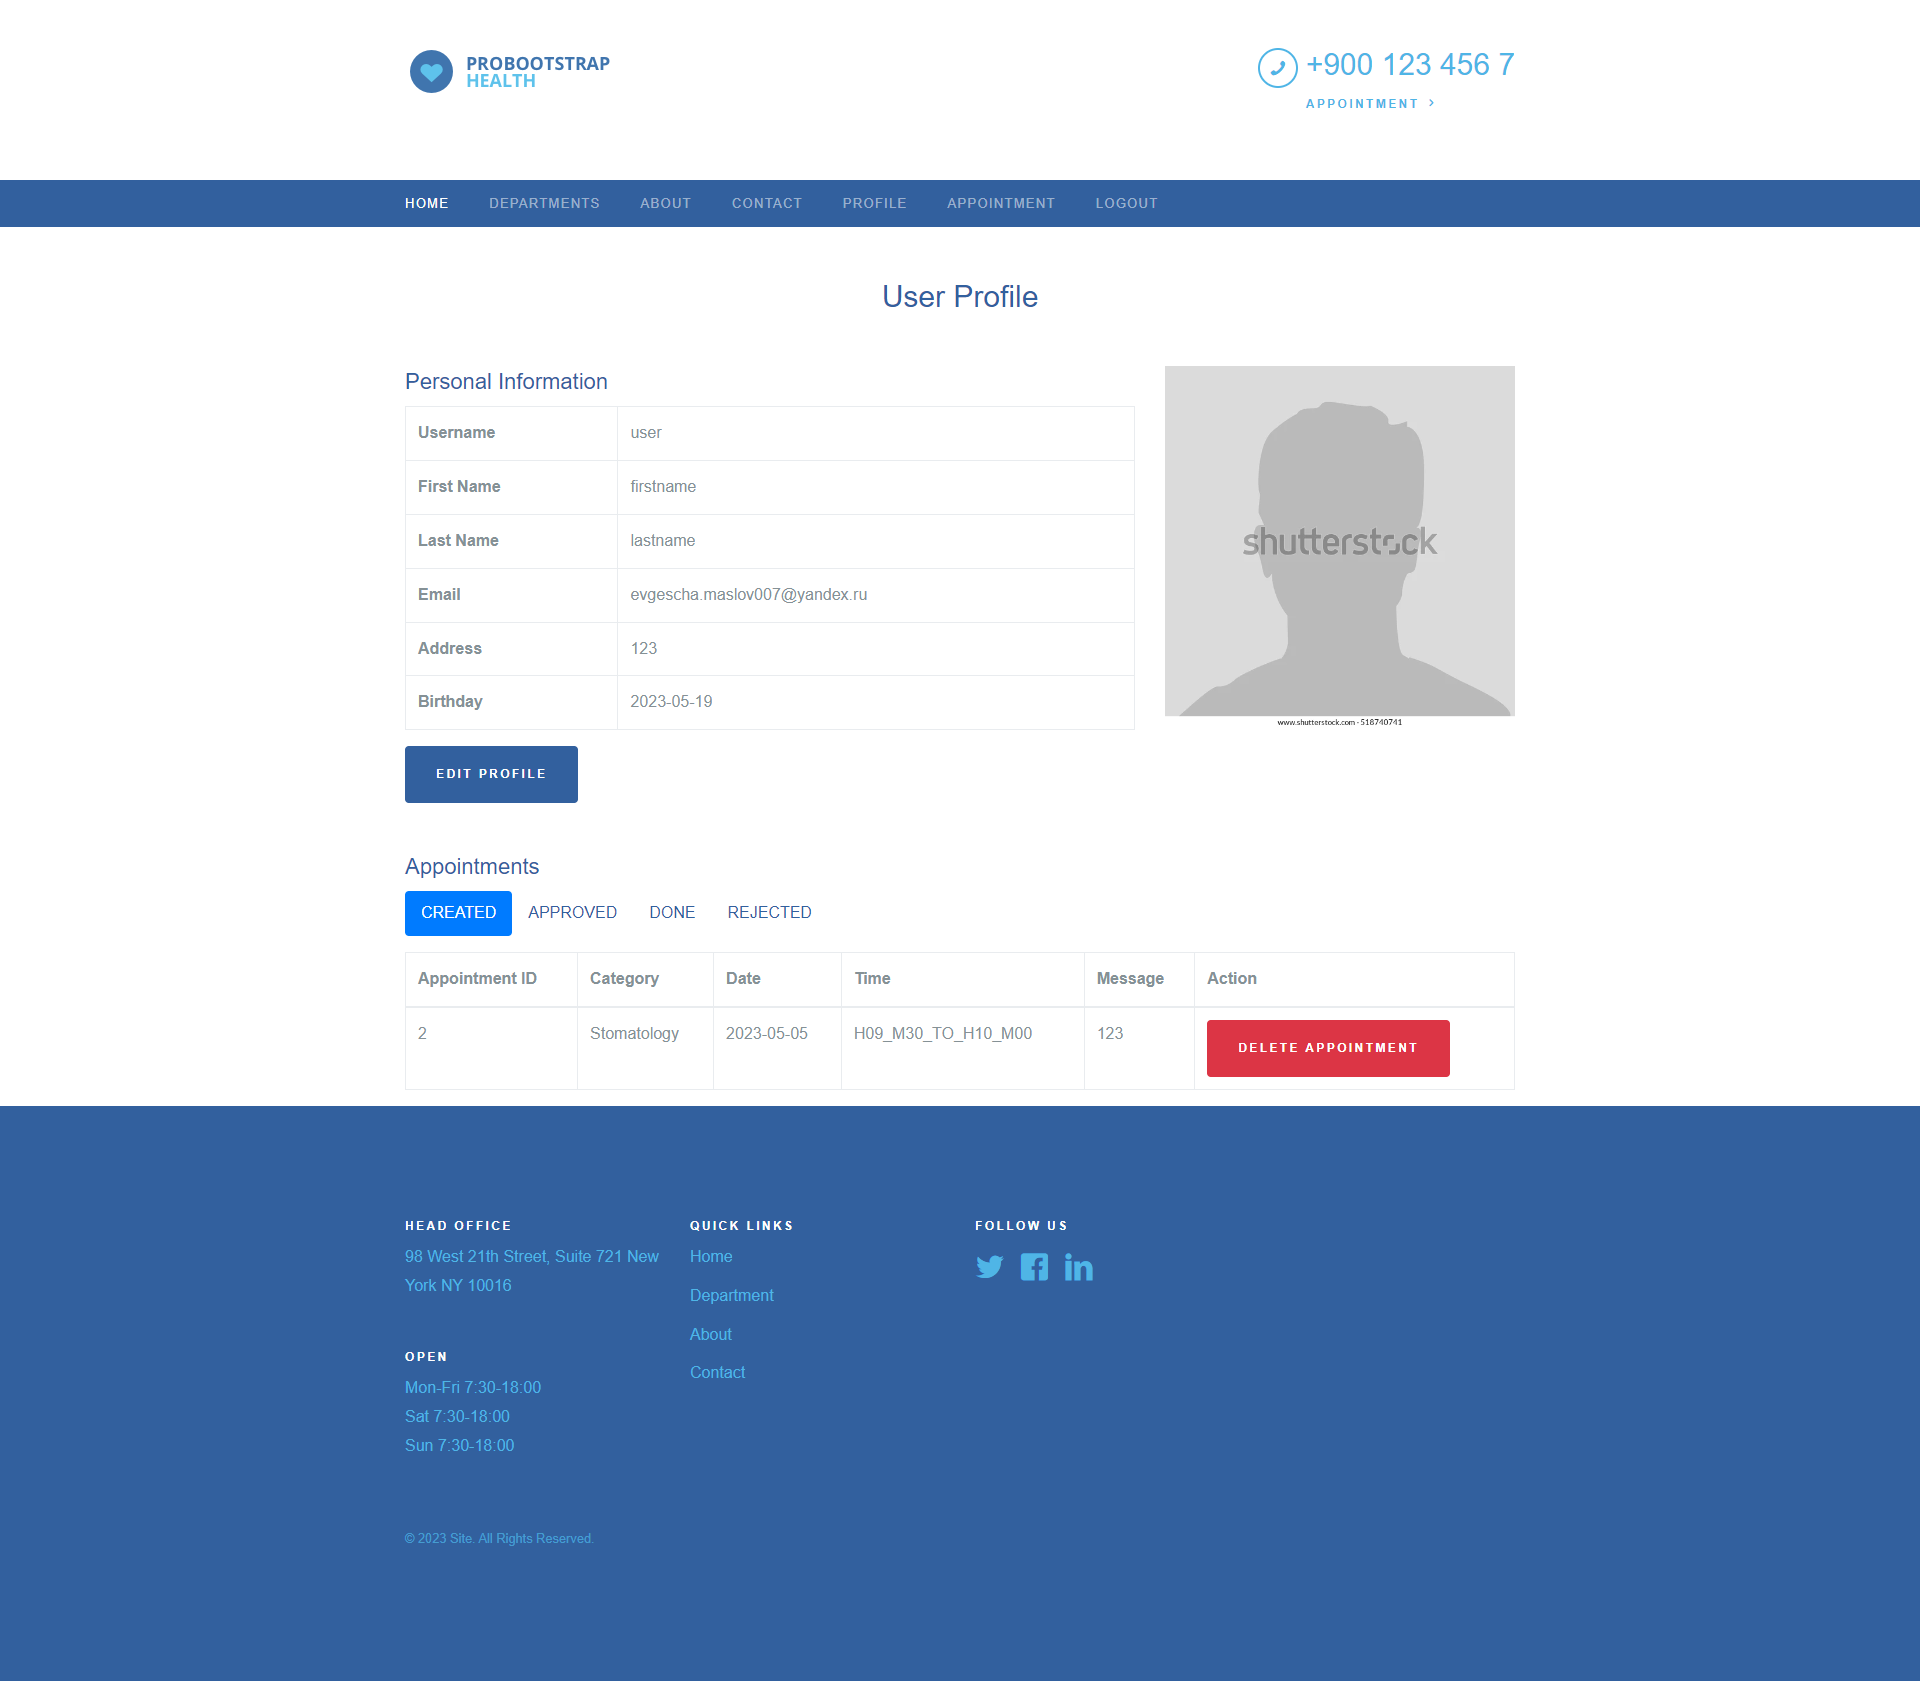 PROBOOTSTRAP
HEALTH
+900 123 456 7
APPOINTMENT ›
HOME DEPARTMENTS ABOUT CONTACT PROFILE APPOINTMENT LOGOUT
User Profile
Personal Information
Username user
First Name firstname
Last Name lastname
Email evgescha.maslov007@yandex.ru
Address 123
Birthday 2023-05-19
shutterstock
www.shutterstock.com · 518740741
EDIT PROFILE
Appointments
CREATED APPROVED DONE REJECTED
Appointment ID Category Date Time Message Action
2 Stomatology 2023-05-05 H09_M30_TO_H10_M00 123 DELETE APPOINTMENT
HEAD OFFICE
98 West 21th Street, Suite 721 New
York NY 10016
OPEN
Mon-Fri 7:30-18:00
Sat 7:30-18:00
Sun 7:30-18:00
QUICK LINKS
Home
Department
About
Contact
FOLLOW US
© 2023 Site. All Rights Reserved.